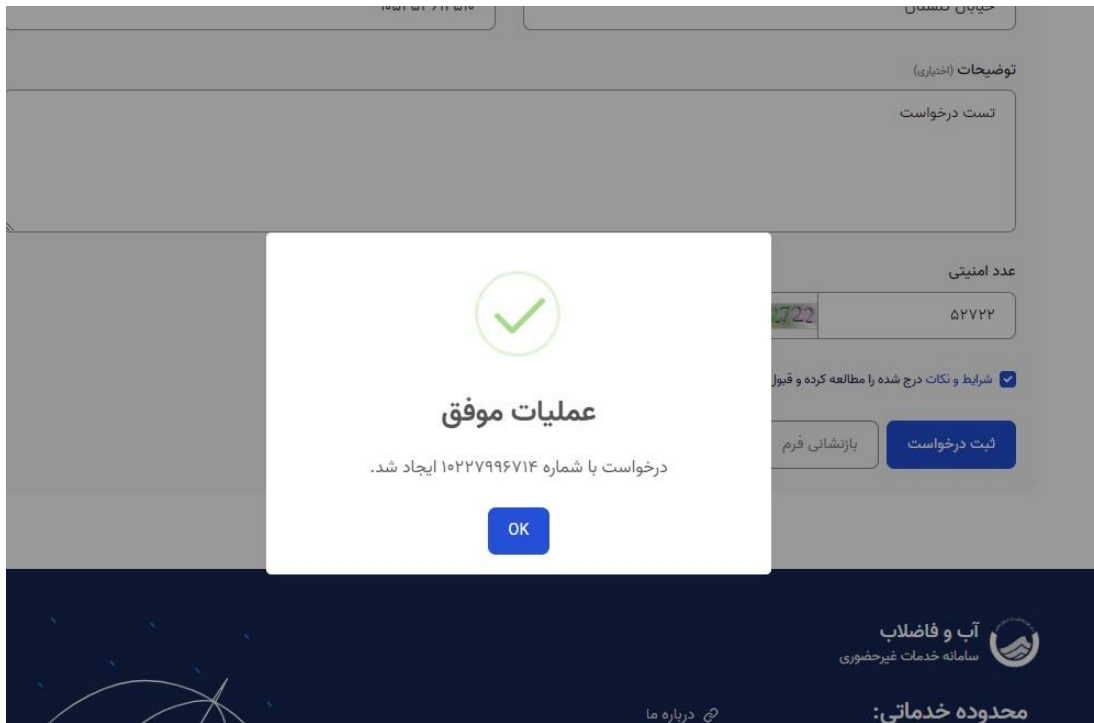 توضیحات (اختیاری)
تست درخواست
عدد امنیتی
۵۲۷۲۲
شرایط و نکات درج شده را مطالعه کرده و قبول
ثبت درخواست
بازنشانی فرم
عملیات موفق
درخواست با شماره ۱۰۲۲۷۹۹۶۷۱۴ ایجاد شد.
OK
آب و فاضلاب
سامانه خدمات غیرحضوری
محدوده خدماتی:
درباره ما